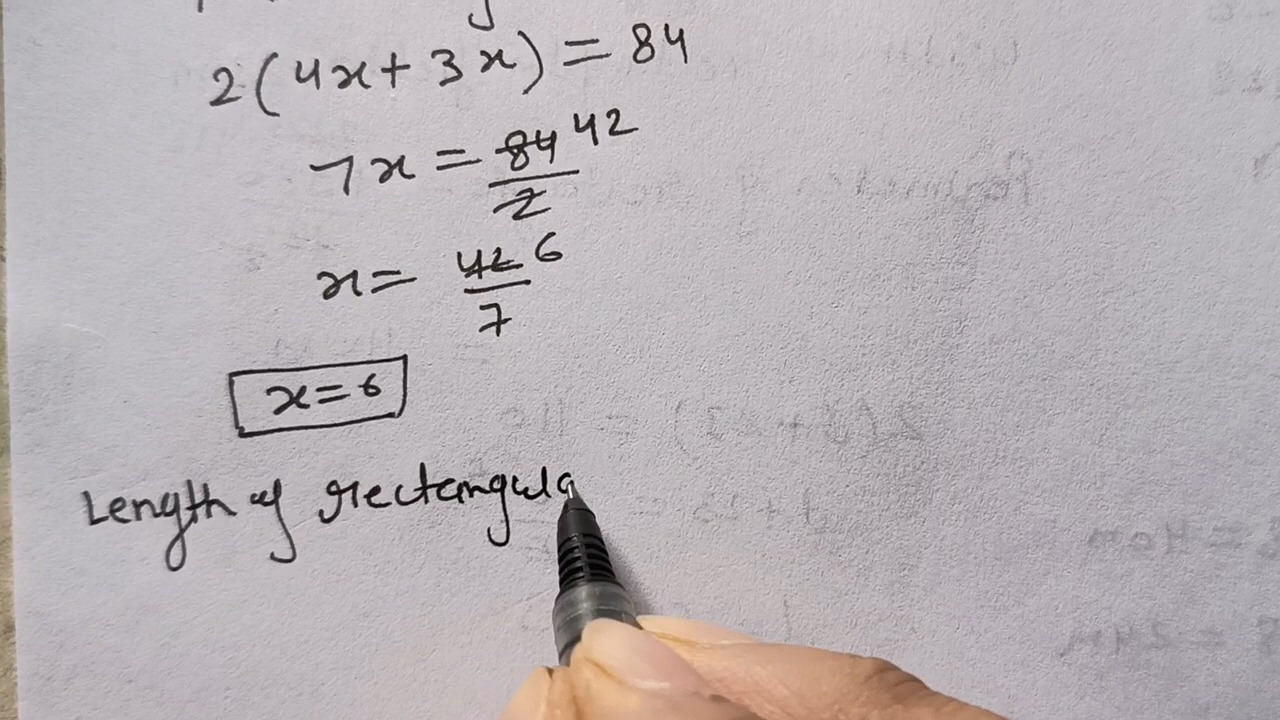 2(4x+3x)=84
7x = 84 42
2
x = 42 6
7
x=6
Length of rectangula